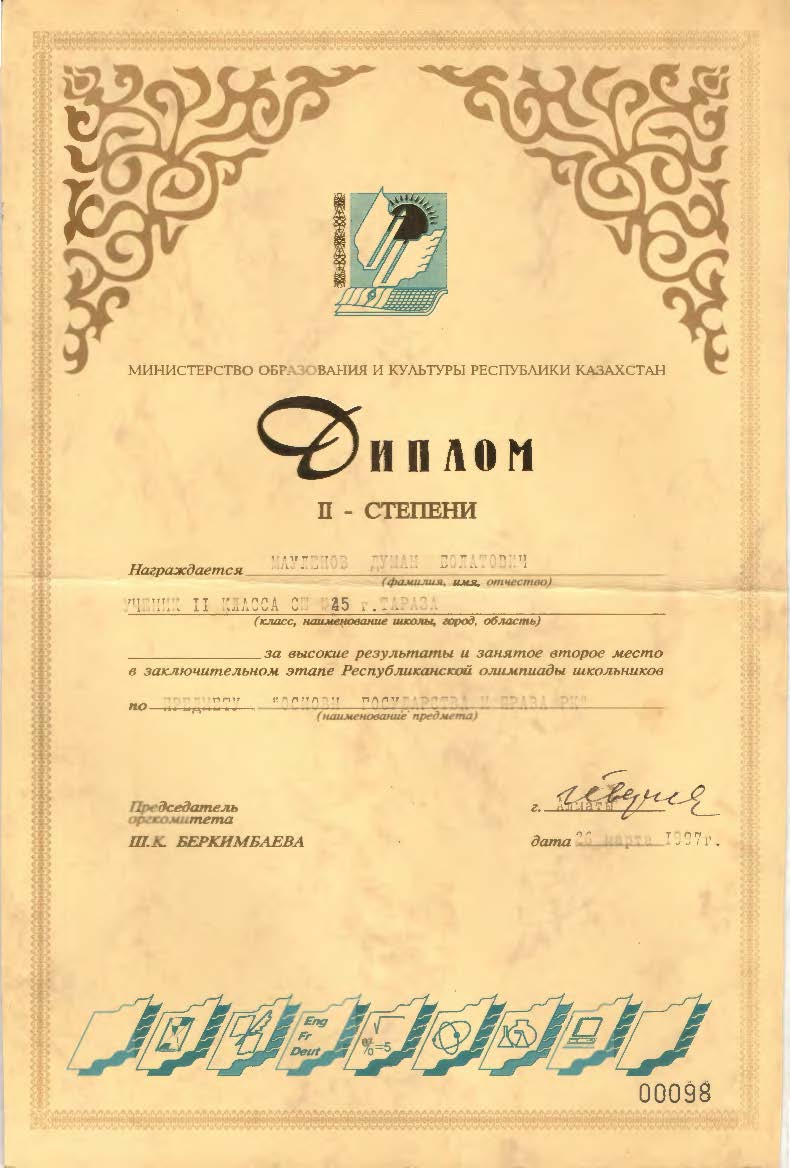 МИНИСТЕРСТВО ОБРАЗОВАНИЯ И КУЛЬТУРЫ РЕСПУБЛИКИ КАЗАХСТАН
Диплом
II - СТЕПЕНИ
Награждается МАУЛЕНОВ ДУМАН БОЛАТОВИЧ
(фамилия, имя, отчество)
УЧЕНИК II КЛАССА СШ №45 г.ТАРАЗА
(класс, наименование школы, город, область)
за высокие результаты и занятое второе место
в заключительном этапе Республиканской олимпиады школьников
по ПРЕДМЕТУ "ОСНОВЫ ГОСУДАРСТВА И ПРАВА РК"
(наименование предмета)
Председатель
оргкомитета
Ш.К. БЕРКИМБАЕВА
г. Алматы
дата 26 марта 1997г.
Eng
Fr
Deut
√
%=5
00098